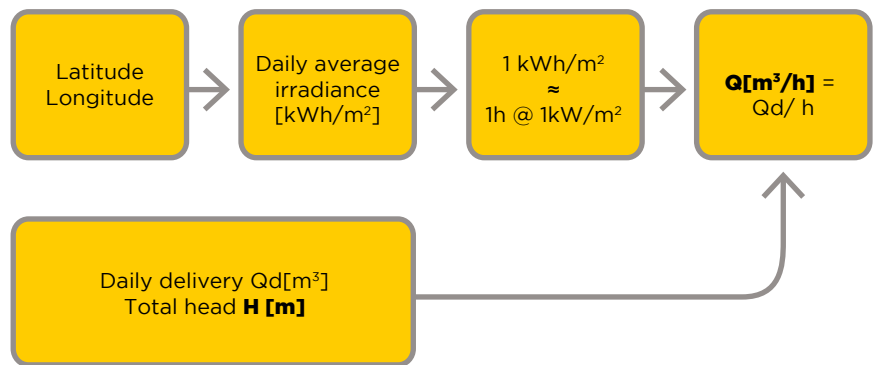 Latitude
Longitude
Daily average
irradiance
[kWh/m²]
1 kWh/m²
≈
1h @ 1kW/m²
Q[m³/h] =
Qd/ h
Daily delivery Qd[m³]
Total head H [m]